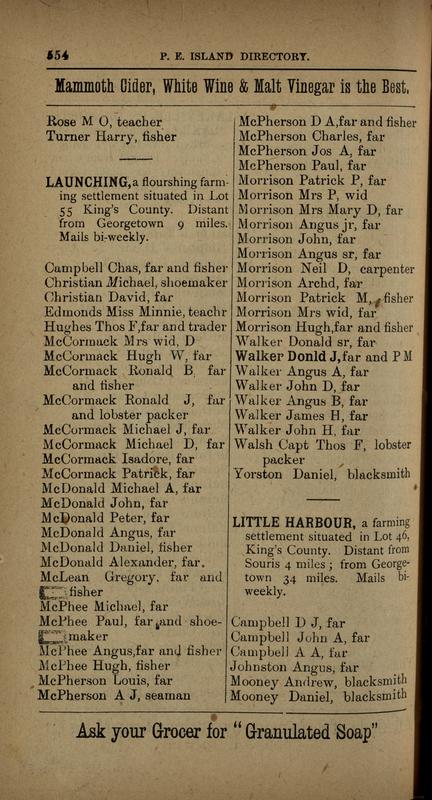 554
P. E. ISLAND DIRECTORY.
Mammoth Cider, White Wine & Malt Vinegar is the Best,
Rose M O, teacher
Turner Harry, fisher
LAUNCHING, a flourshing farm-
ing settlement situated in Lot
55 King's County. Distant
from Georgetown 9 miles.
Mails bi-weekly.
Campbell Chas, far and fisher
Christian Michael, shoemaker
Christian David, far
Edmonds Miss Minnie, teachr
Hughes Thos F, far and trader
McCormack Mrs wid, D
McCormack Hugh W, far
McCormack Ronald B, far
and fisher
McCormack Ronald J, far
and lobster packer
McCormack Michael J, far
McCormack Michael D, far
McCormack Isadore, far
McCormack Patrick, far
McDonald Michael A, far
McDonald John, far
McDonald Peter, far
McDonald Angus, far
McDonald Daniel, fisher
McDonald Alexander, far.
McLean Gregory, far and
fisher
McPhee Michael, far
McPhee Paul, far and shoe-
maker
McPhee Angus, far and fisher
McPhee Hugh, fisher
McPherson Louis, far
McPherson A J, seaman
McPherson D A, far and fisher
McPherson Charles, far
McPherson Jos A, far
McPherson Paul, far
Morrison Patrick P, far
Morrison Mrs P, wid
Morrison Mrs Mary D, far
Morrison Angus jr, far
Morrison John, far
Morrison Angus sr, far
Morrison Neil D, carpenter
Morrison Archd, far
Morrison Patrick M, fisher
Morrison Mrs wid, far
Morrison Hugh, far and fisher
Walker Donald sr, far
Walker Donld J, far and P M
Walker Angus A, far
Walker John D, far
Walker Angus B, far
Walker James H, far
Walker John H, far
Walsh Capt Thos F, lobster
packer
Yorston Daniel, blacksmith
LITTLE HARBOUR, a farming
settlement situated in Lot 46,
King's County. Distant from
Souris 4 miles ; from George-
town 34 miles. Mails bi-
weekly.
Campbell D J, far
Campbell John A, far
Campbell A A, far
Johnston Angus, far
Mooney Andrew, blacksmith
Mooney Daniel, blacksmith
Ask your Grocer for "Granulated Soap"